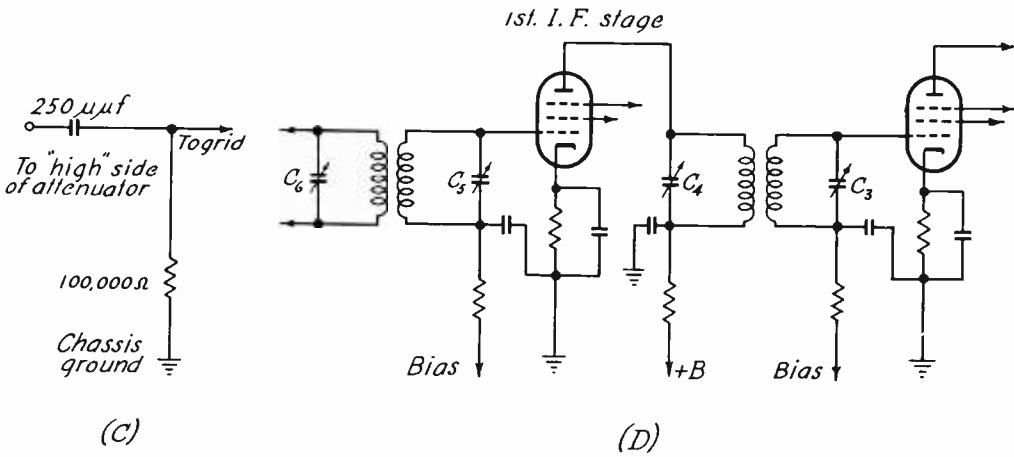 1st. I. F. stage
250 μμf
To grid
To "high" side
of attenuator
100,000Ω
Chassis
ground
(C)
C6
C5
C4
C3
Bias
+B
Bias
(D)